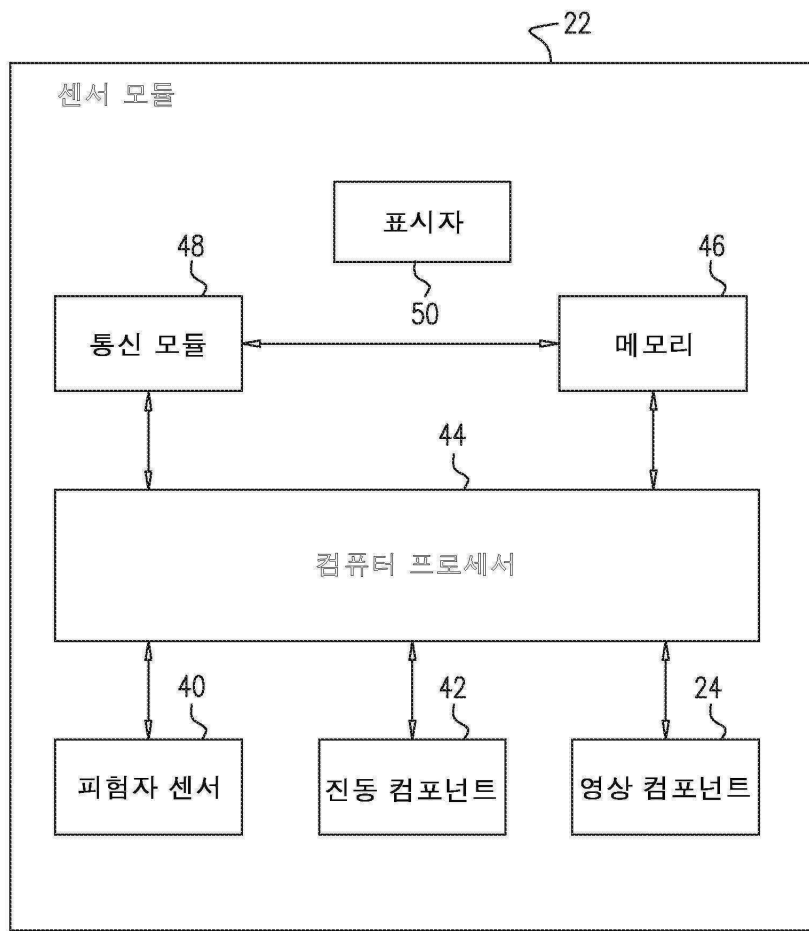 22
센서 모듈
표시자
50
48
통신 모듈
46
메모리
44
컴퓨터 프로세서
40
피험자 센서
42
진동 컴포넌트
24
영상 컴포넌트